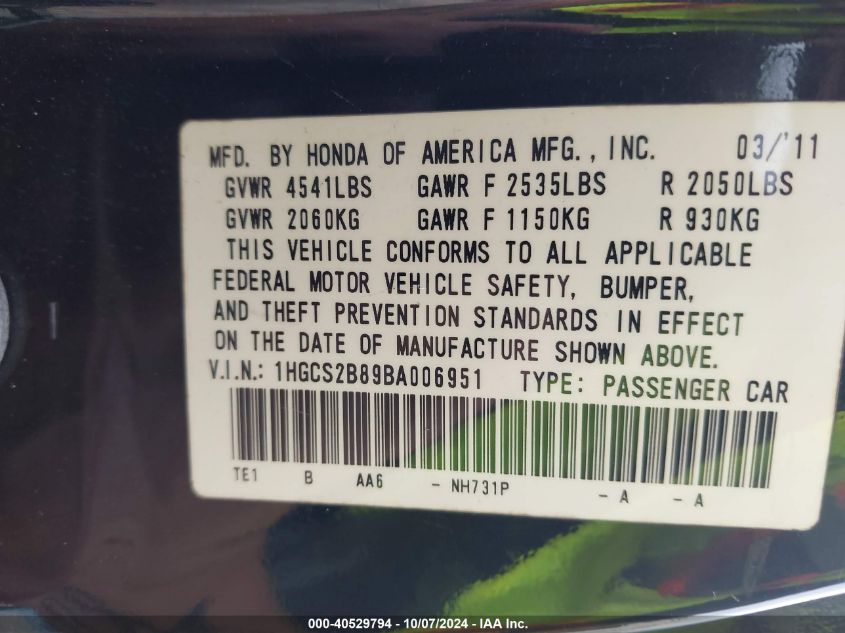 MFD. BY HONDA OF AMERICA MFG., INC. 03/'11
GVWR 4541LBS GAWR F 2535LBS R 2050LBS
GVWR 2060KG GAWR F 1150KG R 930KG
THIS VEHICLE CONFORMS TO ALL APPLICABLE
FEDERAL MOTOR VEHICLE SAFETY, BUMPER,
AND THEFT PREVENTION STANDARDS IN EFFECT
ON THE DATE OF MANUFACTURE SHOWN ABOVE.
V.I.N.: 1HGCS2B89BA006951 TYPE: PASSENGER CAR
TE1 B AA6 - NH731P - A - A
000-40529794 - 10/07/2024 - IAA Inc.